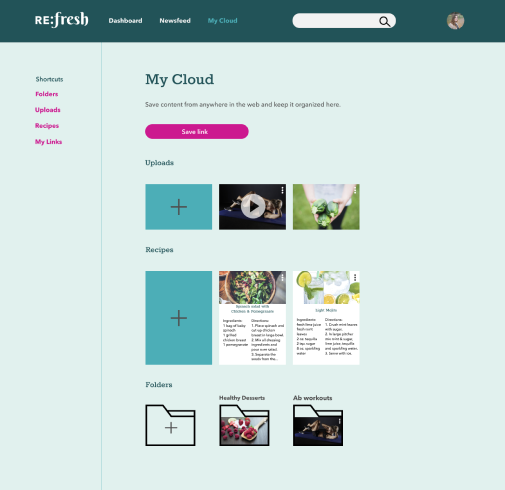 RE:fresh
Dashboard
Newsfeed
My Cloud
Shortcuts
Folders
Uploads
Recipes
My Links
My Cloud
Save content from anywhere in the web and keep it organized here.
Save link
Uploads
Recipes
Spinach salad with
Chicken & Pomegranate
Ingredients:
1 bag of baby
spinach
1 grilled
chicken breast
1 pomegranate
Directions:
1. Place spinach and
cut up chicken
breast in large bowl.
2. Mix all dressing
ingredients and
pour over salad.
3. Separate the
seeds from the...
Light Mojito
Ingredients:
fresh lime juice
fresh mint
leaves
2 oz tequila
2 tsp sugar
6 oz sparkling
water
Directions:
1. Crush mint leaves
with sugar.
2. In large pitcher
mix mint & sugar,
lime juice, tequila
and sparkling water.
3. Serve with ice.
Folders
Healthy Desserts
Ab workouts